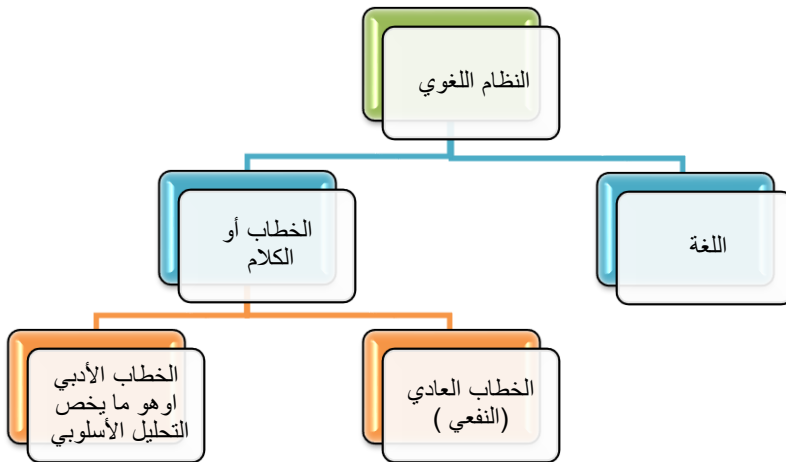 النظام اللغوي
اللغة
الخطاب أو
الكلام
الخطاب العادي
(النفعي )
الخطاب الأدبي
اوهو ما يخص
التحليل الأسلوبي